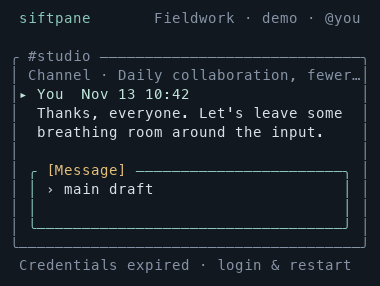 siftpane Fieldwork · demo · @you
#studio
Channel · Daily collaboration, fewer…
▸ You Nov 13 10:42
Thanks, everyone. Let's leave some
breathing room around the input.
[Message]
› main draft
Credentials expired · login & restart